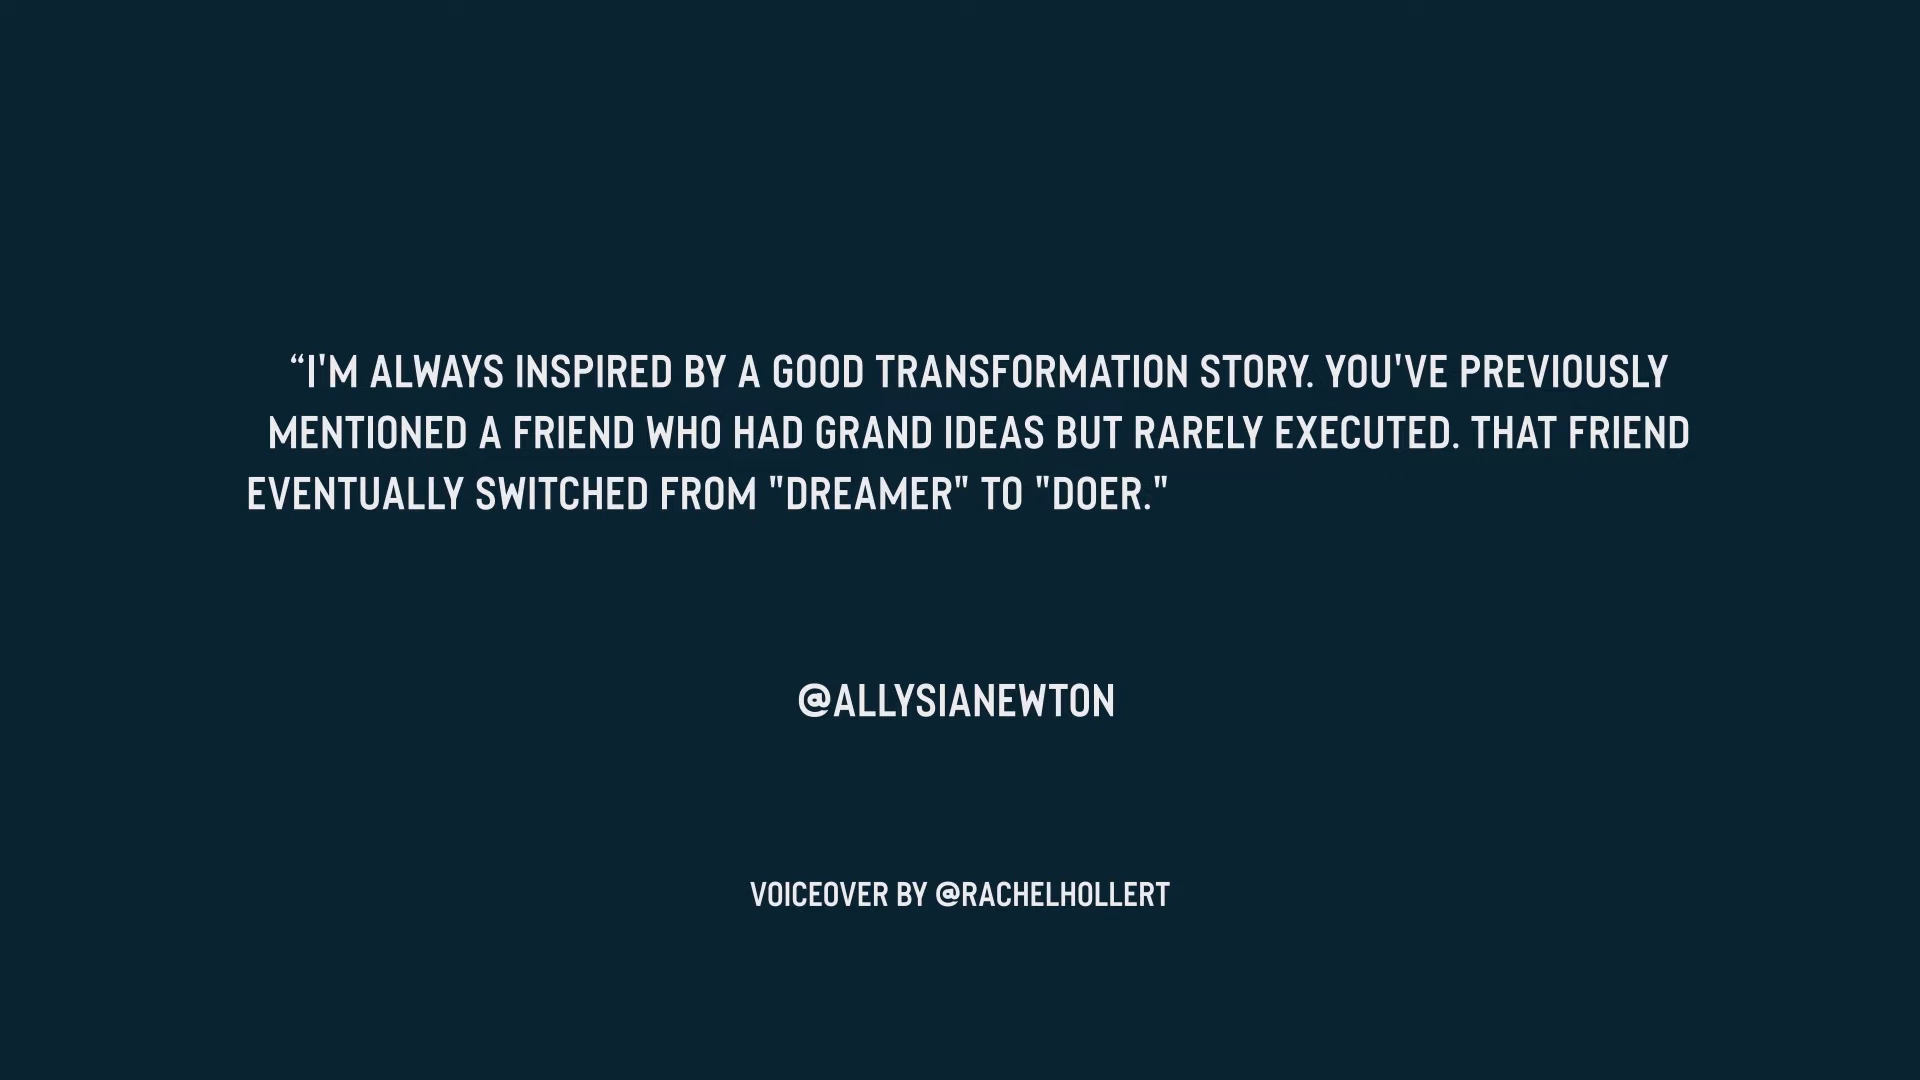 “I'M ALWAYS INSPIRED BY A GOOD TRANSFORMATION STORY. YOU'VE PREVIOUSLY
MENTIONED A FRIEND WHO HAD GRAND IDEAS BUT RARELY EXECUTED. THAT FRIEND
EVENTUALLY SWITCHED FROM "DREAMER" TO "DOER."
@ALLYSIANEWTON
VOICEOVER BY @RACHELHOLLERT